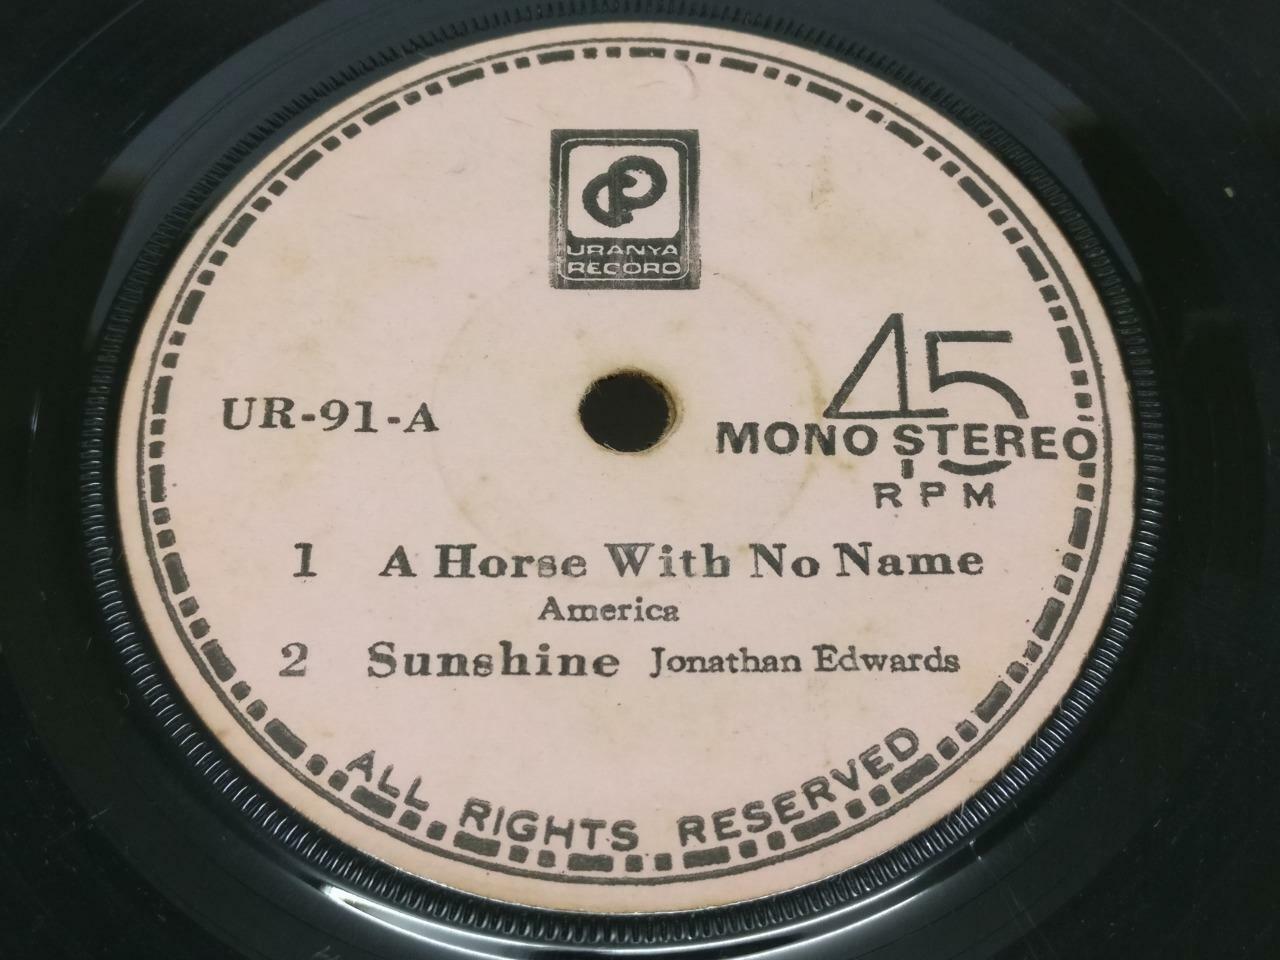 URANYA
RECORD
45
UR-91-A
MONO STEREO
RPM
1 A Horse With No Name
America
2 Sunshine Jonathan Edwards
ALL RIGHTS RESERVED